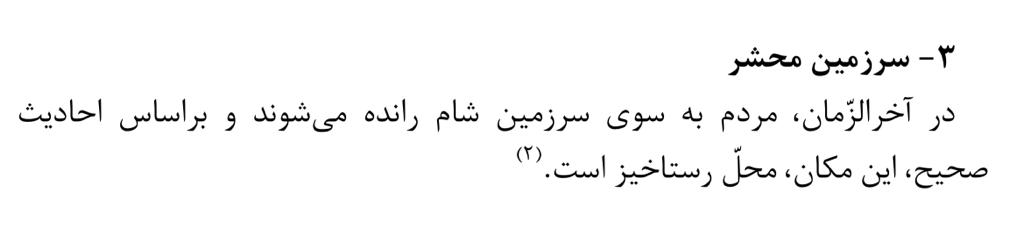 ۳- سرزمین محشر
در آخرالزّمان، مردم به سوی سرزمین شام رانده می‌شوند و براساس احادیث
صحیح، این مکان، محلّ رستاخیز است.(۲)